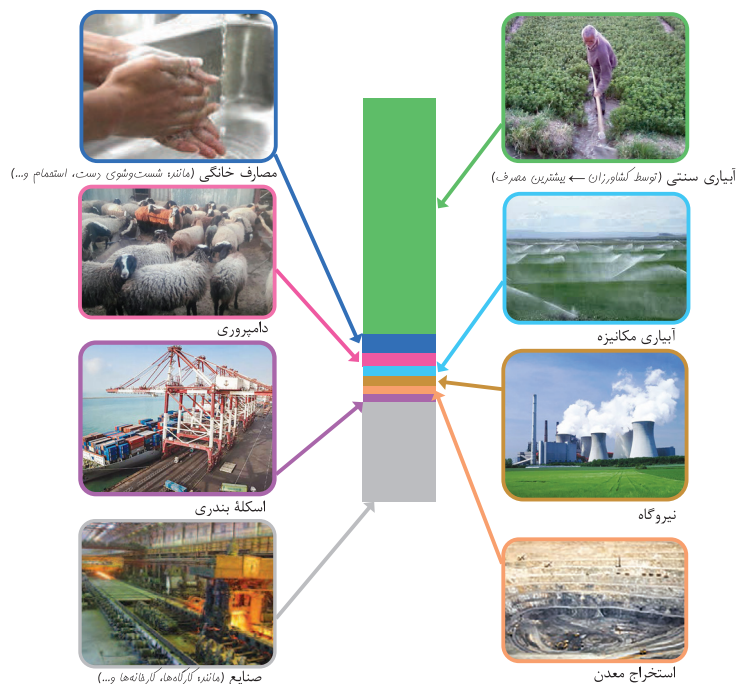 مصارف خانگی (مانند: شست‌وشوی دست، استحمام و...)
آبیاری سنتی (توسط کشاورزان ← بیشترین مصرف)
دامپروری
آبیاری مکانیزه
اسکلهٔ بندری
نیروگاه
صنایع (مانند: کارگاه‌ها، کارخانه‌ها و...)
استخراج معدن